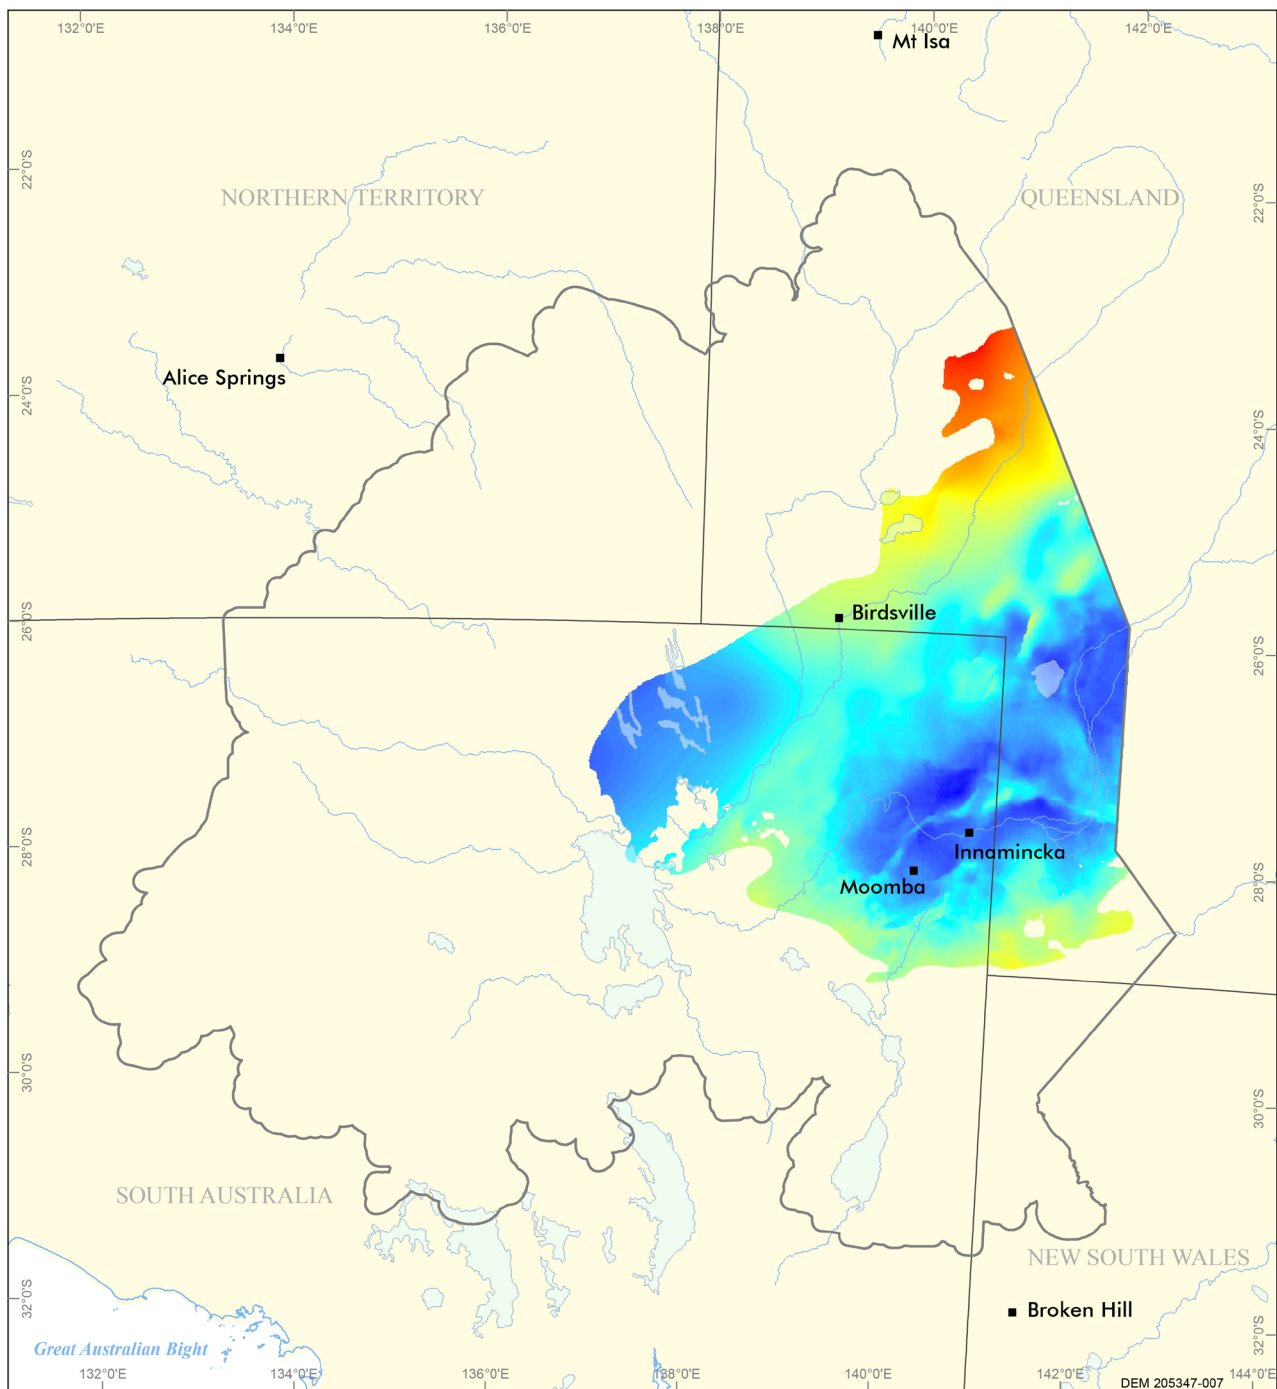 132°0'E 134°0'E 136°0'E 138°0'E 140°0'E 142°0'E
Mt Isa
22°0'S
NORTHERN TERRITORY
QUEENSLAND
22°0'S
Alice Springs
24°0'S
24°0'S
Birdsville
26°0'S
26°0'S
Innamincka
28°0'S
Moomba
28°0'S
30°0'S
30°0'S
SOUTH AUSTRALIA
NEW SOUTH WALES
32°0'S
Broken Hill
32°0'S
Great Australian Bight
132°0'E 134°0'E 136°0'E 138°0'E 140°0'E 142°0'E 144°0'E
DEM 205347-007